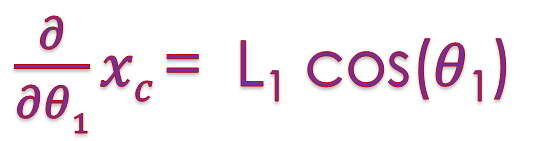 ∂/∂θ₁ x_c = L₁ cos(θ₁)